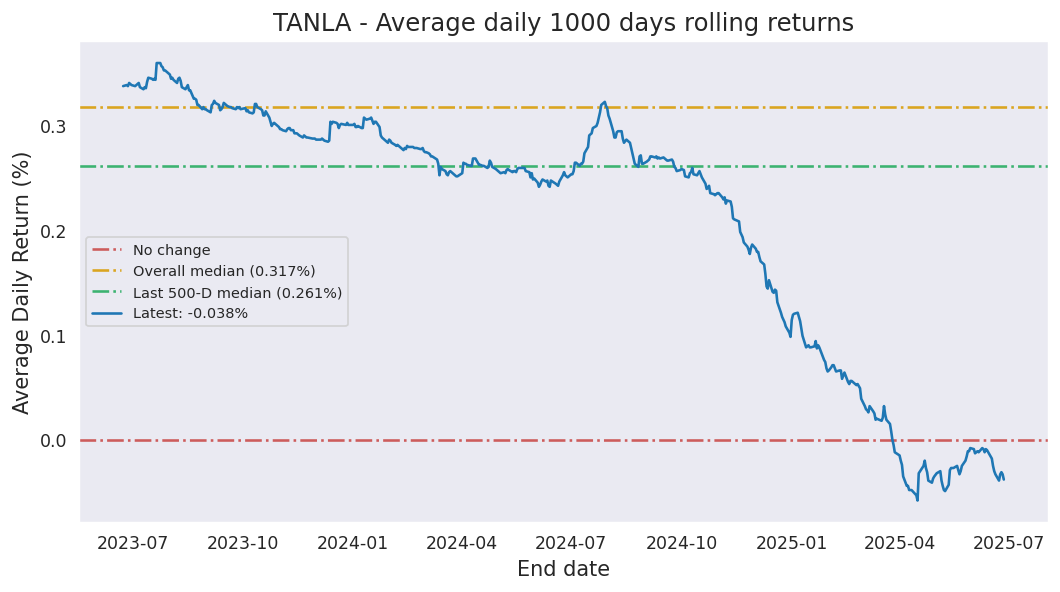 TANLA - Average daily 1000 days rolling returns
Average Daily Return (%)
0.3
0.2
0.1
0.0
No change
Overall median (0.317%)
Last 500-D median (0.261%)
Latest: -0.038%
2023-07 2023-10 2024-01 2024-04 2024-07 2024-10 2025-01 2025-04 2025-07
End date